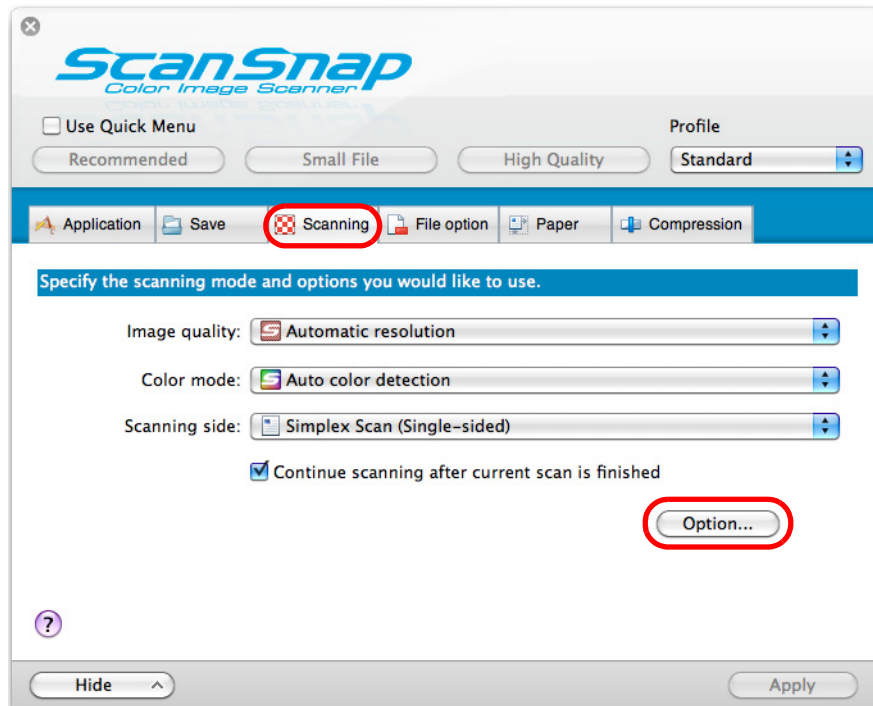 ScanSnap
Color Image Scanner
Use Quick Menu
Profile
Recommended
Small File
High Quality
Standard
Application
Save
Scanning
File option
Paper
Compression
Specify the scanning mode and options you would like to use.
Image quality: Automatic resolution
Color mode: Auto color detection
Scanning side: Simplex Scan (Single-sided)
Continue scanning after current scan is finished
Option...
?
Hide
Apply